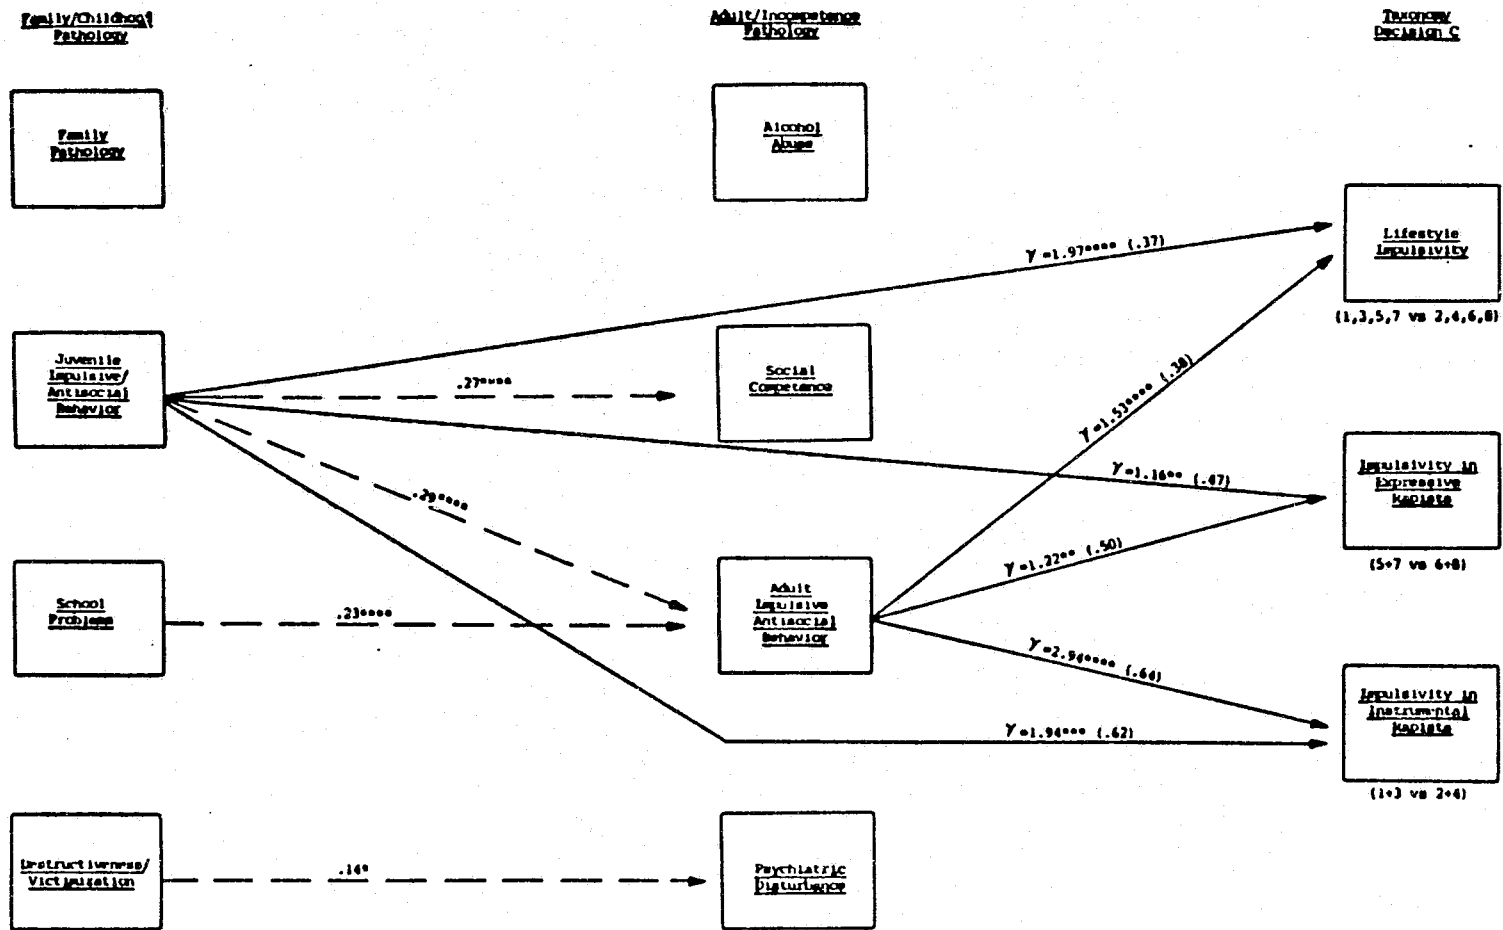 Family/Childhood
Pathology
Adult/Incompetence
Pathology
Taxonomy
Decision C
Family
Pathology
Alcohol
Abuse
Lifestyle
Impulsivity
(1,3,5,7 vs 2,4,6,8)
γ=1.97**** (.37)
Juvenile
Impulsive/
Antisocial
Behavior
.27****
Social
Competence
γ=1.53**** (.38)
γ=1.16** (.47)
Impulsivity in
Expressive
Rapists
(5+7 vs 6+8)
.29****
γ=1.22** (.50)
School
Problems
.23****
Adult
Impulsive
Antisocial
Behavior
γ=2.94**** (.64)
γ=1.94*** (.62)
Impulsivity in
Instrumental
Rapists
(1+3 vs 2+4)
Destructiveness/
Victimization
.14*
Psychiatric
Disturbance